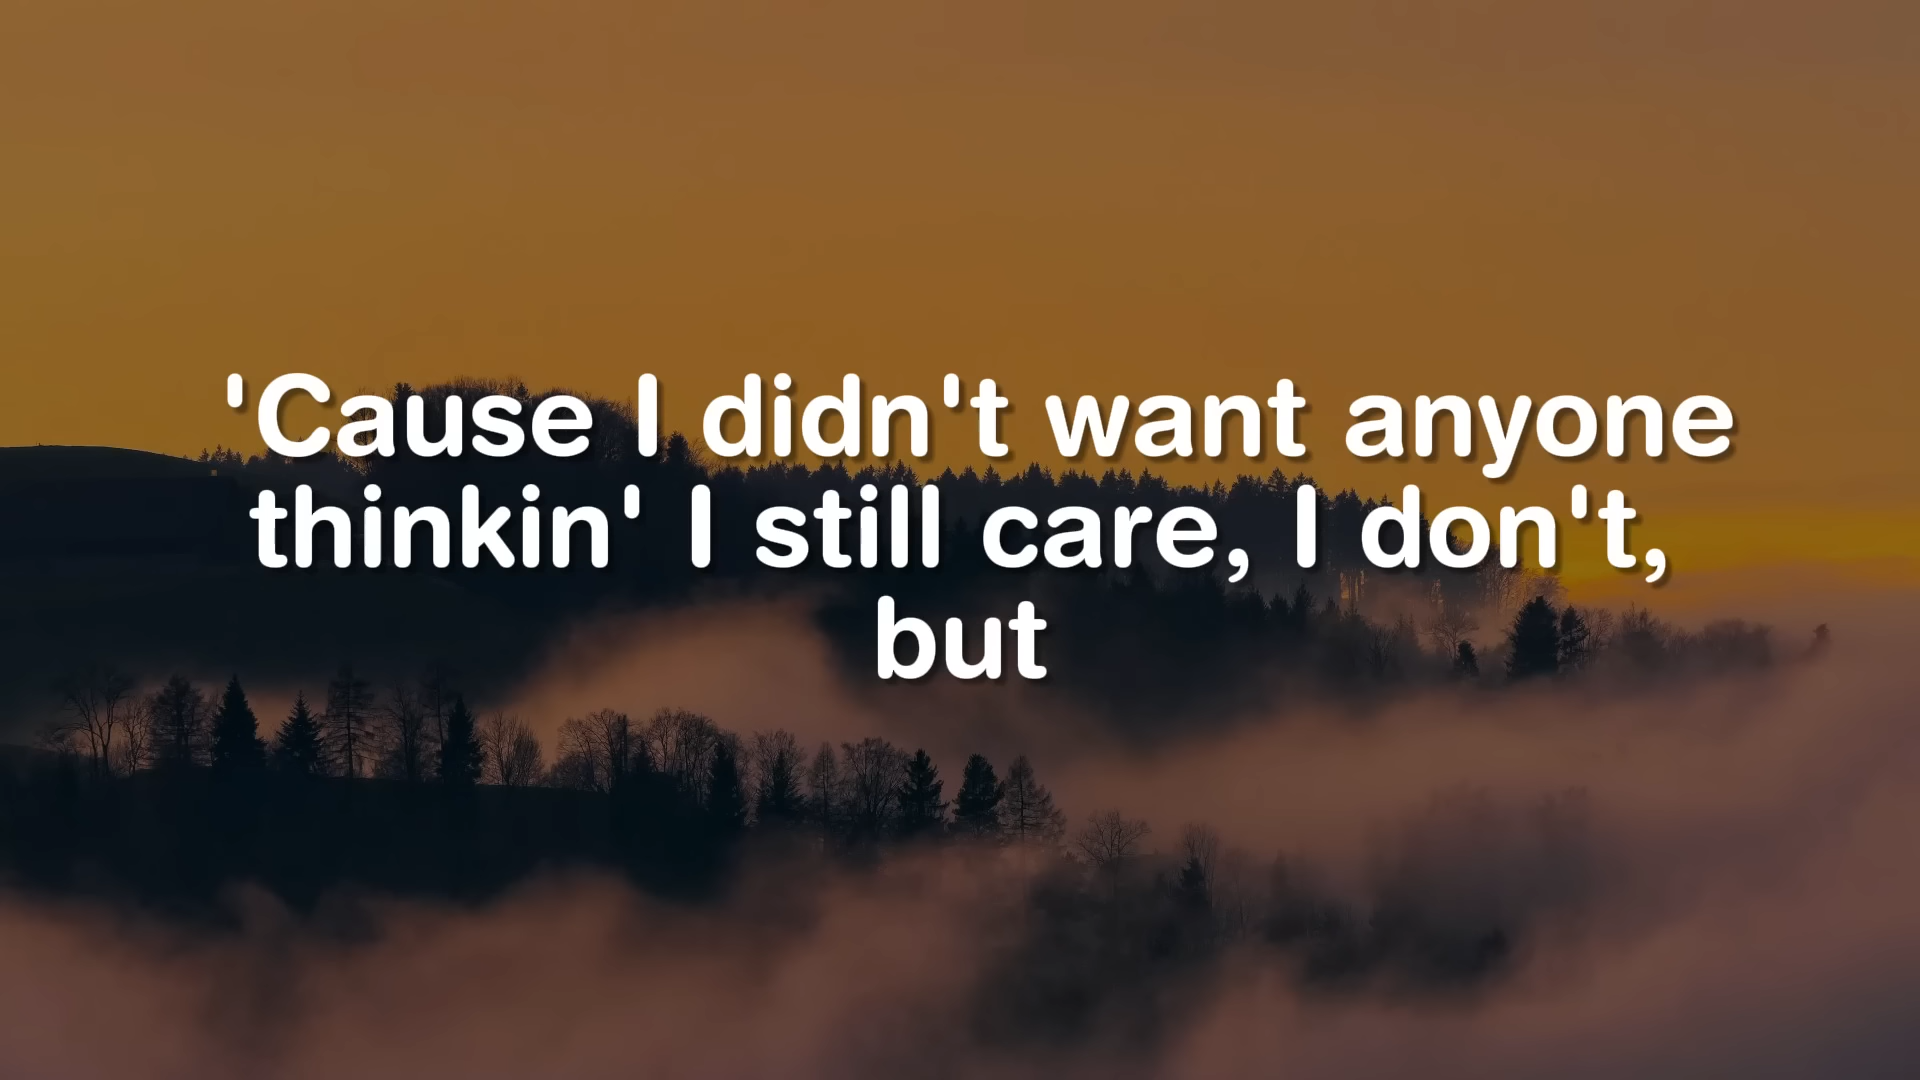 'Cause I didn't want anyone
thinkin' I still care, I don't,
but